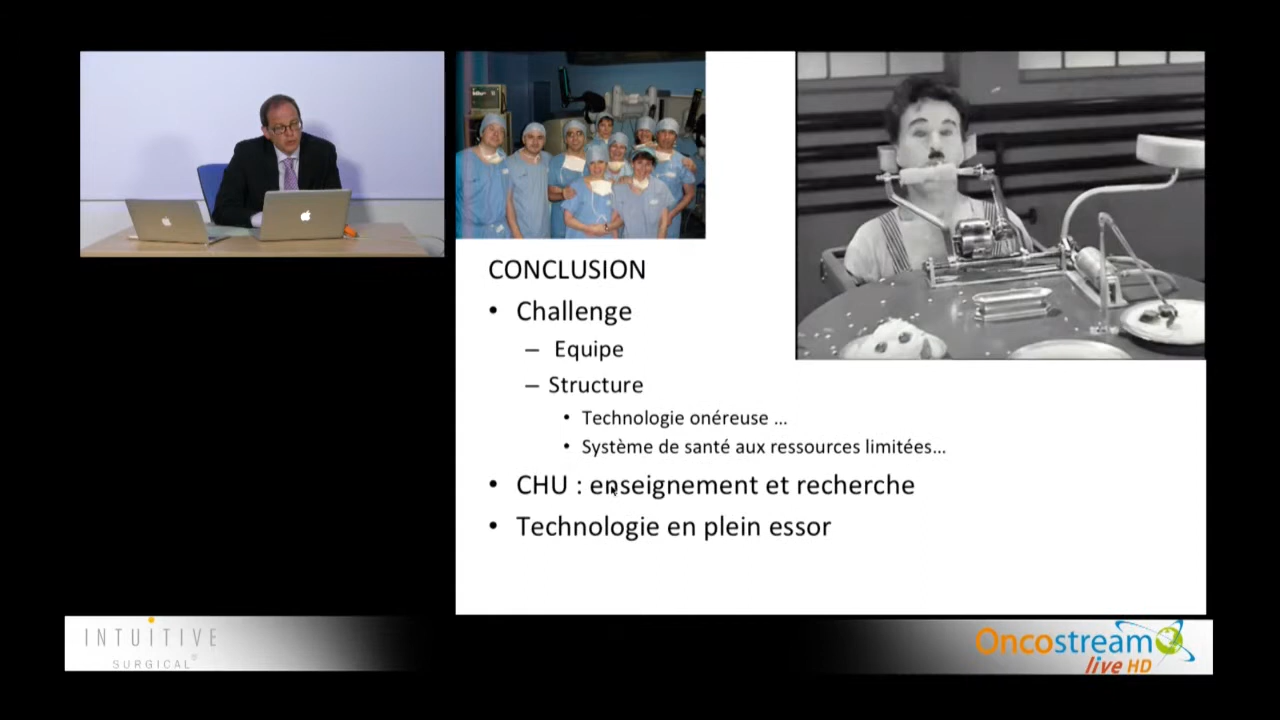 CONCLUSION
• Challenge
– Equipe
– Structure
• Technologie onéreuse ...
• Système de santé aux ressources limitées...
• CHU : enseignement et recherche
• Technologie en plein essor
INTUITIVE
SURGICAL®
Oncostream
live HD